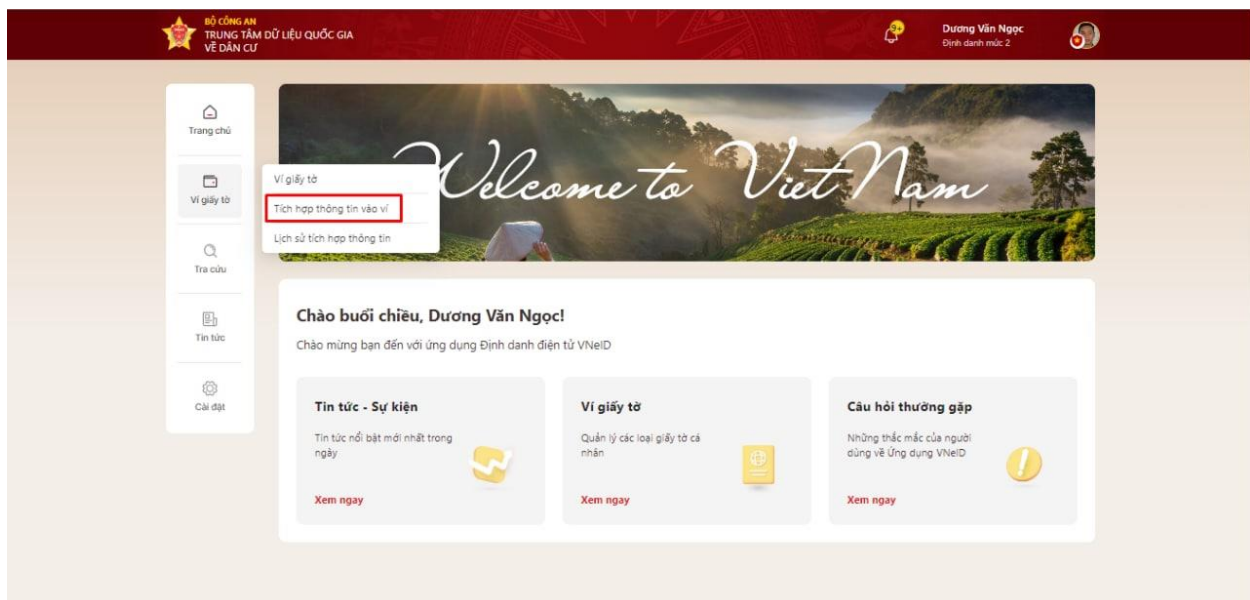 BỘ CÔNG AN
TRUNG TÂM DỮ LIỆU QUỐC GIA
VỀ DÂN CƯ
9+
Dương Văn Ngọc
Định danh mức 2
Trang chủ
Ví giấy tờ
Tra cứu
Tin tức
Cài đặt
Ví giấy tờ
Tích hợp thông tin vào ví
Lịch sử tích hợp thông tin
Welcome to Viet Nam
Chào buổi chiều, Dương Văn Ngọc!
Chào mừng bạn đến với ứng dụng Định danh điện tử VNeID
Tin tức - Sự kiện
Tin tức nổi bật mới nhất trong
ngày
Xem ngay
Ví giấy tờ
Quản lý các loại giấy tờ cá
nhân
Xem ngay
Câu hỏi thường gặp
Những thắc mắc của người
dùng về Ứng dụng VNeID
Xem ngay